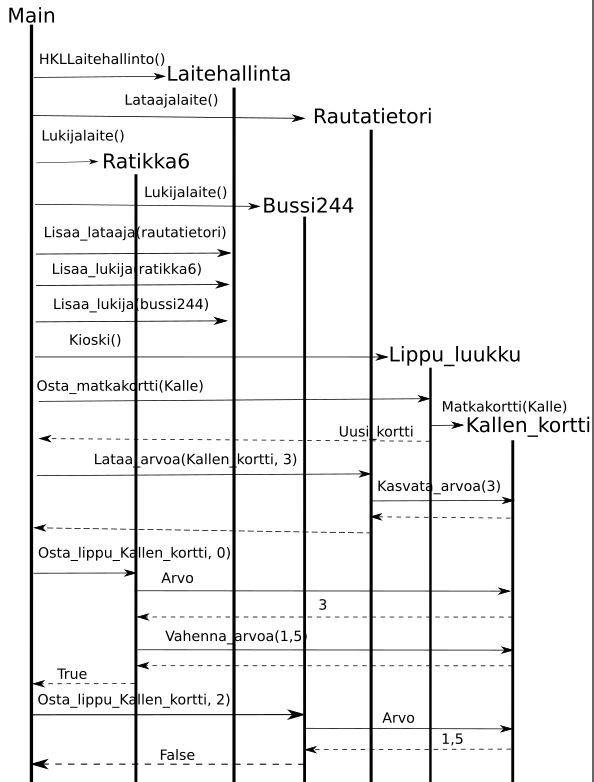 Main
HKLLaitehallinto()
Laitehallinta
Lataajalaite()
Rautatietori
Lukijalaite()
Ratikka6
Lukijalaite()
Bussi244
Lisaa_lataaja(rautatietori)
Lisaa_lukija(ratikka6)
Lisaa_lukija(bussi244)
Kioski()
Lippu_luukku
Osta_matkakortti(Kalle)
Matkakortti(Kalle)
Kallen_kortti
Uusi kortti
Lataa_arvoa(Kallen_kortti, 3)
Kasvata_arvoa(3)
Osta_lippu_Kallen_kortti, 0)
Arvo
3
Vahenna_arvoa(1,5)
True
Osta_lippu_Kallen_kortti, 2)
Arvo
1,5
False